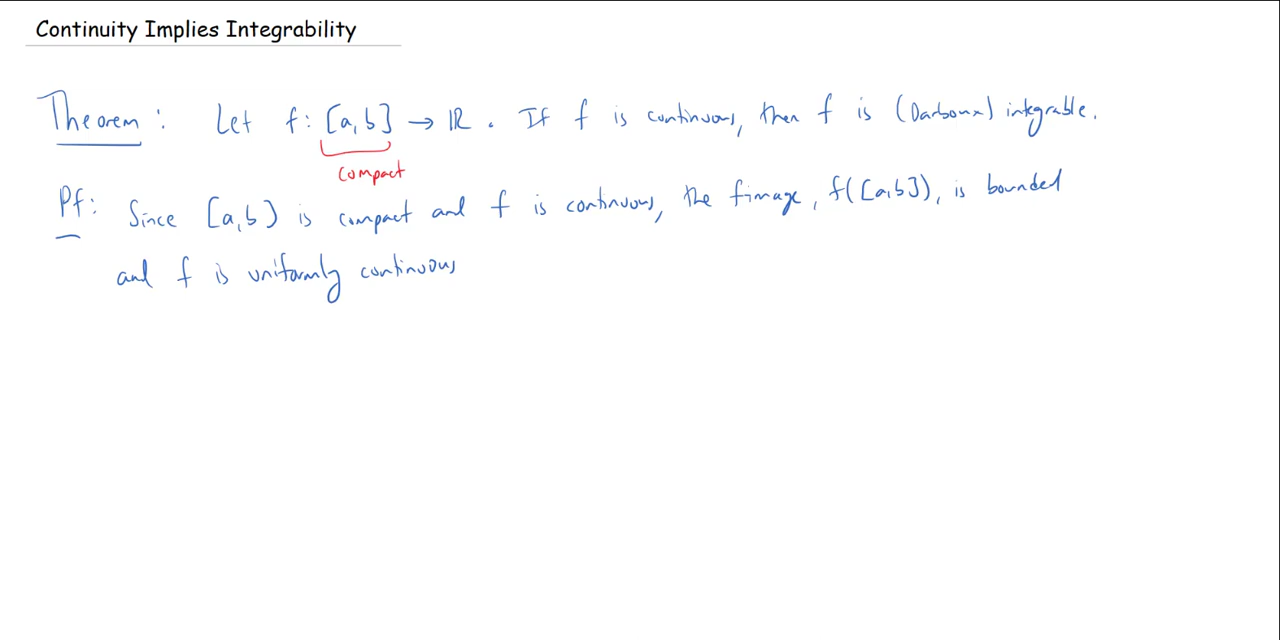 Continuity Implies Integrability
Theorem: Let f: [a,b] → ℝ. If f is continuous, then f is (Darboux) integrable.
compact
Pf: Since [a,b] is compact and f is continuous, the fimage, f([a,b]), is bounded
and f is uniformly continuous